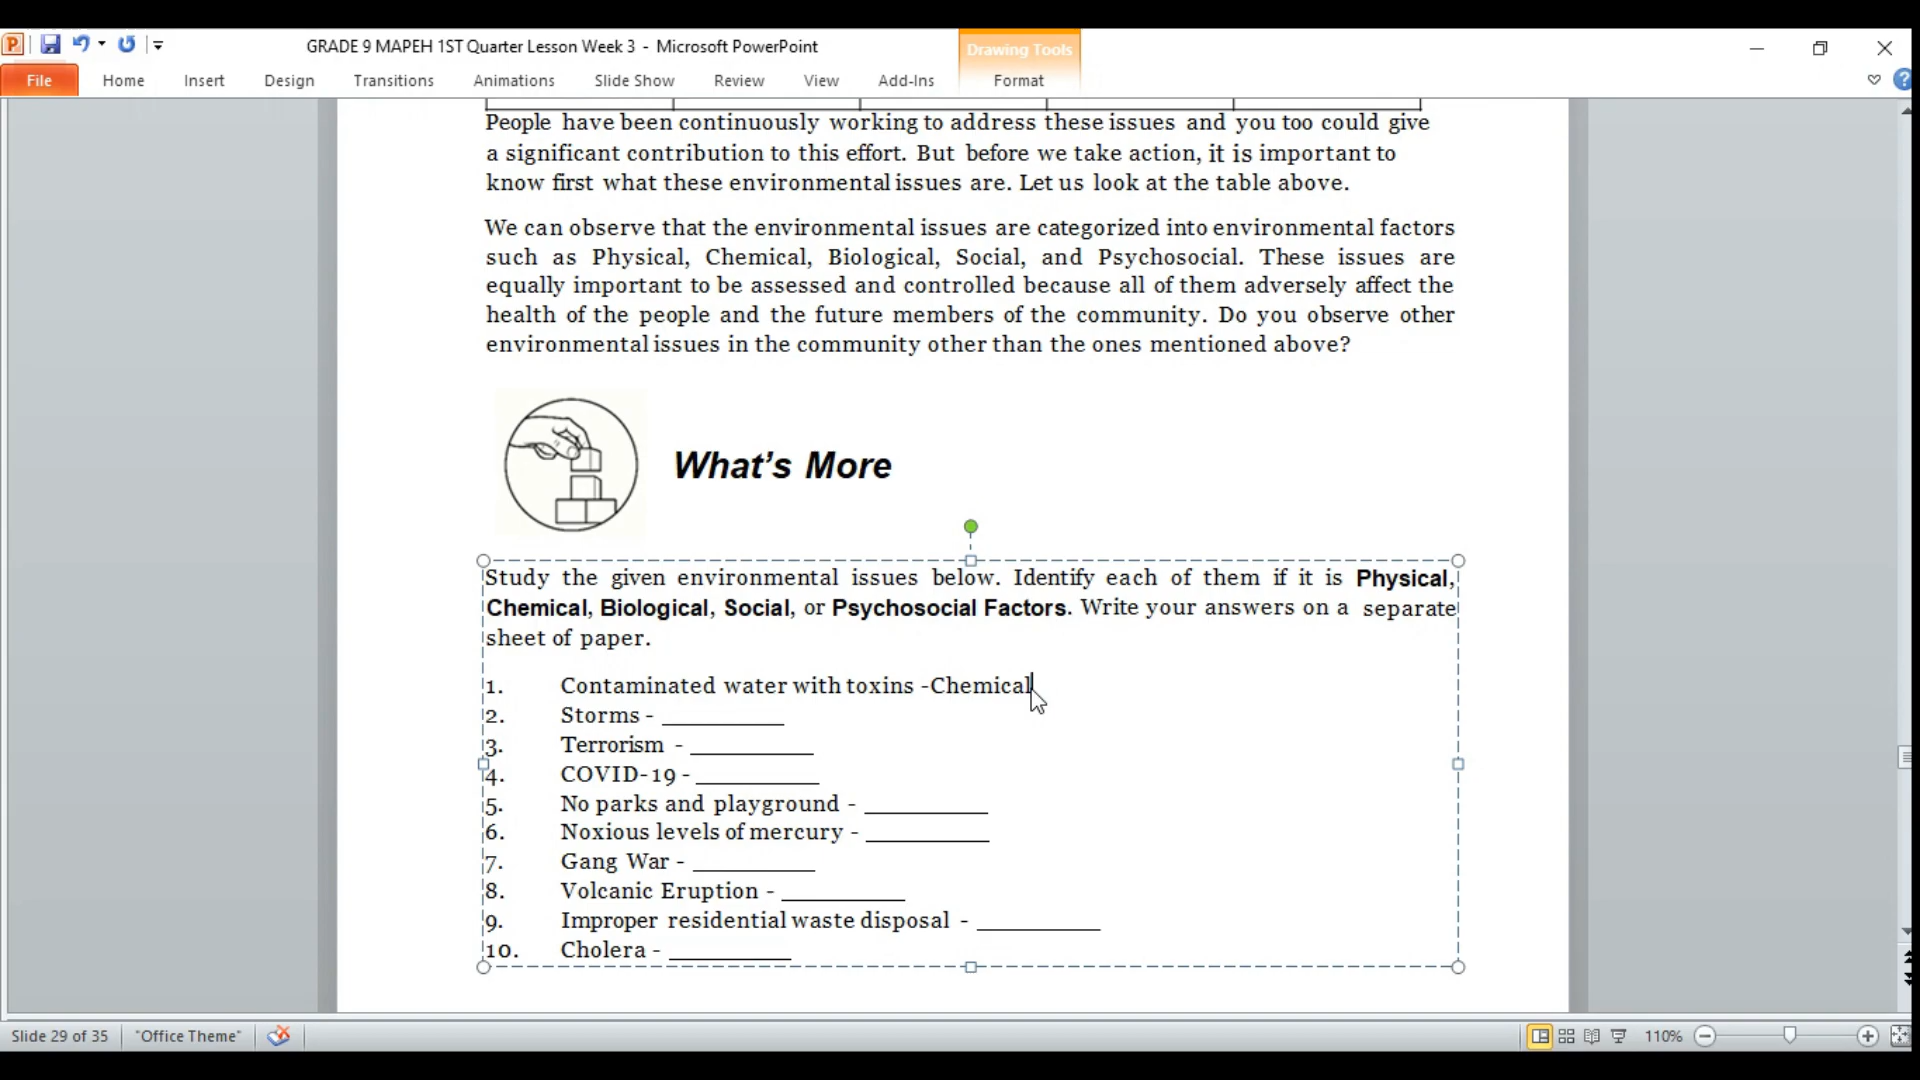 GRADE 9 MAPEH 1ST Quarter Lesson Week 3 - Microsoft PowerPoint
Drawing Tools
File Home Insert Design Transitions Animations Slide Show Review View Add-Ins Format
People have been continuously working to address these issues and you too could give
a significant contribution to this effort. But before we take action, it is important to
know first what these environmental issues are. Let us look at the table above.
We can observe that the environmental issues are categorized into environmental factors
such as Physical, Chemical, Biological, Social, and Psychosocial. These issues are
equally important to be assessed and controlled because all of them adversely affect the
health of the people and the future members of the community. Do you observe other
environmental issues in the community other than the ones mentioned above?
What's More
Study the given environmental issues below. Identify each of them if it is Physical,
Chemical, Biological, Social, or Psychosocial Factors. Write your answers on a separate
sheet of paper.
1. Contaminated water with toxins -Chemical
2. Storms - __________
3. Terrorism - __________
4. COVID-19 - __________
5. No parks and playground - __________
6. Noxious levels of mercury - __________
7. Gang War - __________
8. Volcanic Eruption - __________
9. Improper residential waste disposal - __________
10. Cholera - __________
Slide 29 of 35 "Office Theme" 110%